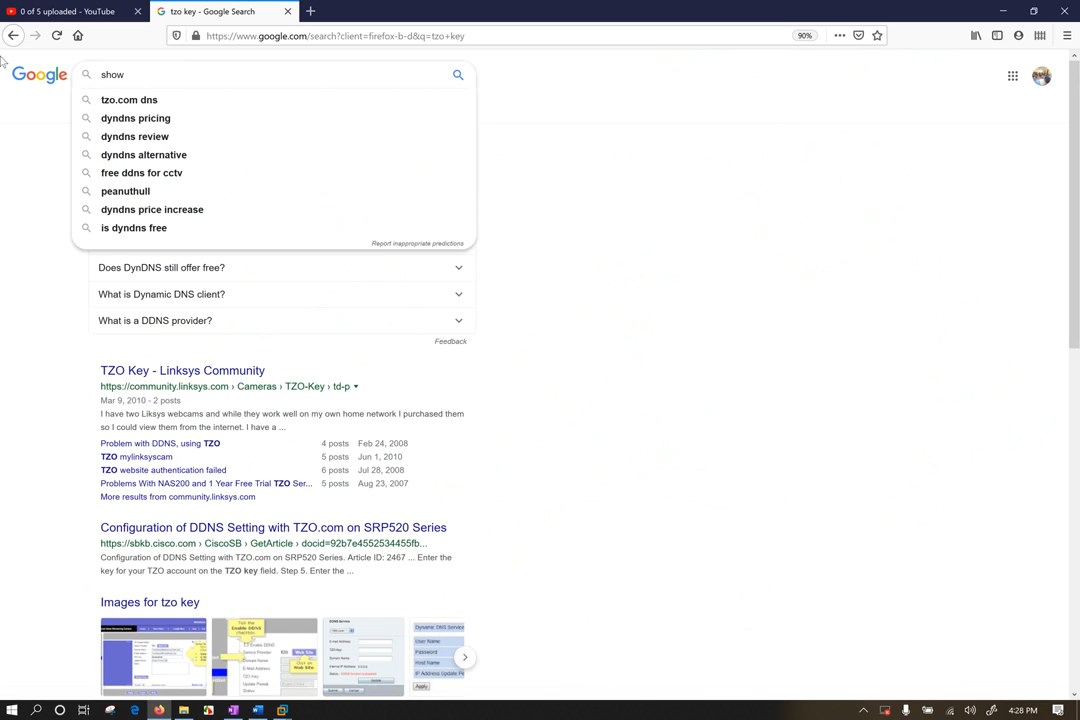 0 of 5 uploaded - YouTube
tzo key - Google Search
https://www.google.com/search?client=firefox-b-d&q=tzo+key
90%
Google
show
tzo.com dns
dyndns pricing
dyndns review
dyndns alternative
free ddns for cctv
peanuthull
dyndns price increase
is dyndns free
Report inappropriate predictions
Does DynDNS still offer free?
What is Dynamic DNS client?
What is a DDNS provider?
Feedback
TZO Key - Linksys Community
https://community.linksys.com › Cameras › TZO-Key › td-p
Mar 9, 2010 - 2 posts
I have two Liksys webcams and while they work well on my own home network I purchased them
so I could view them from the internet. I have a ...
Problem with DDNS, using TZO 4 posts Feb 24, 2008
TZO mylinksyscam 5 posts Jun 1, 2010
TZO website authentication failed 6 posts Jul 28, 2008
Problems With NAS200 and 1 Year Free Trial TZO Ser... 5 posts Aug 23, 2007
More results from community.linksys.com
Configuration of DDNS Setting with TZO.com on SRP520 Series
https://sbkb.cisco.com › CiscoSB › GetArticle › docid=92b7e4552534455fb...
Configuration of DDNS Setting with TZO.com on SRP520 Series. Article ID: 2467 ... Enter the
key for your TZO account on the TZO key field. Step 5. Enter the ...
Images for tzo key
4:28 PM